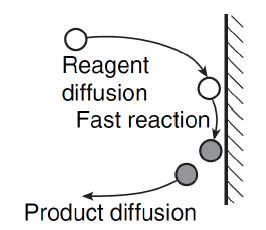 Reagent
diffusion
Fast reaction
Product diffusion